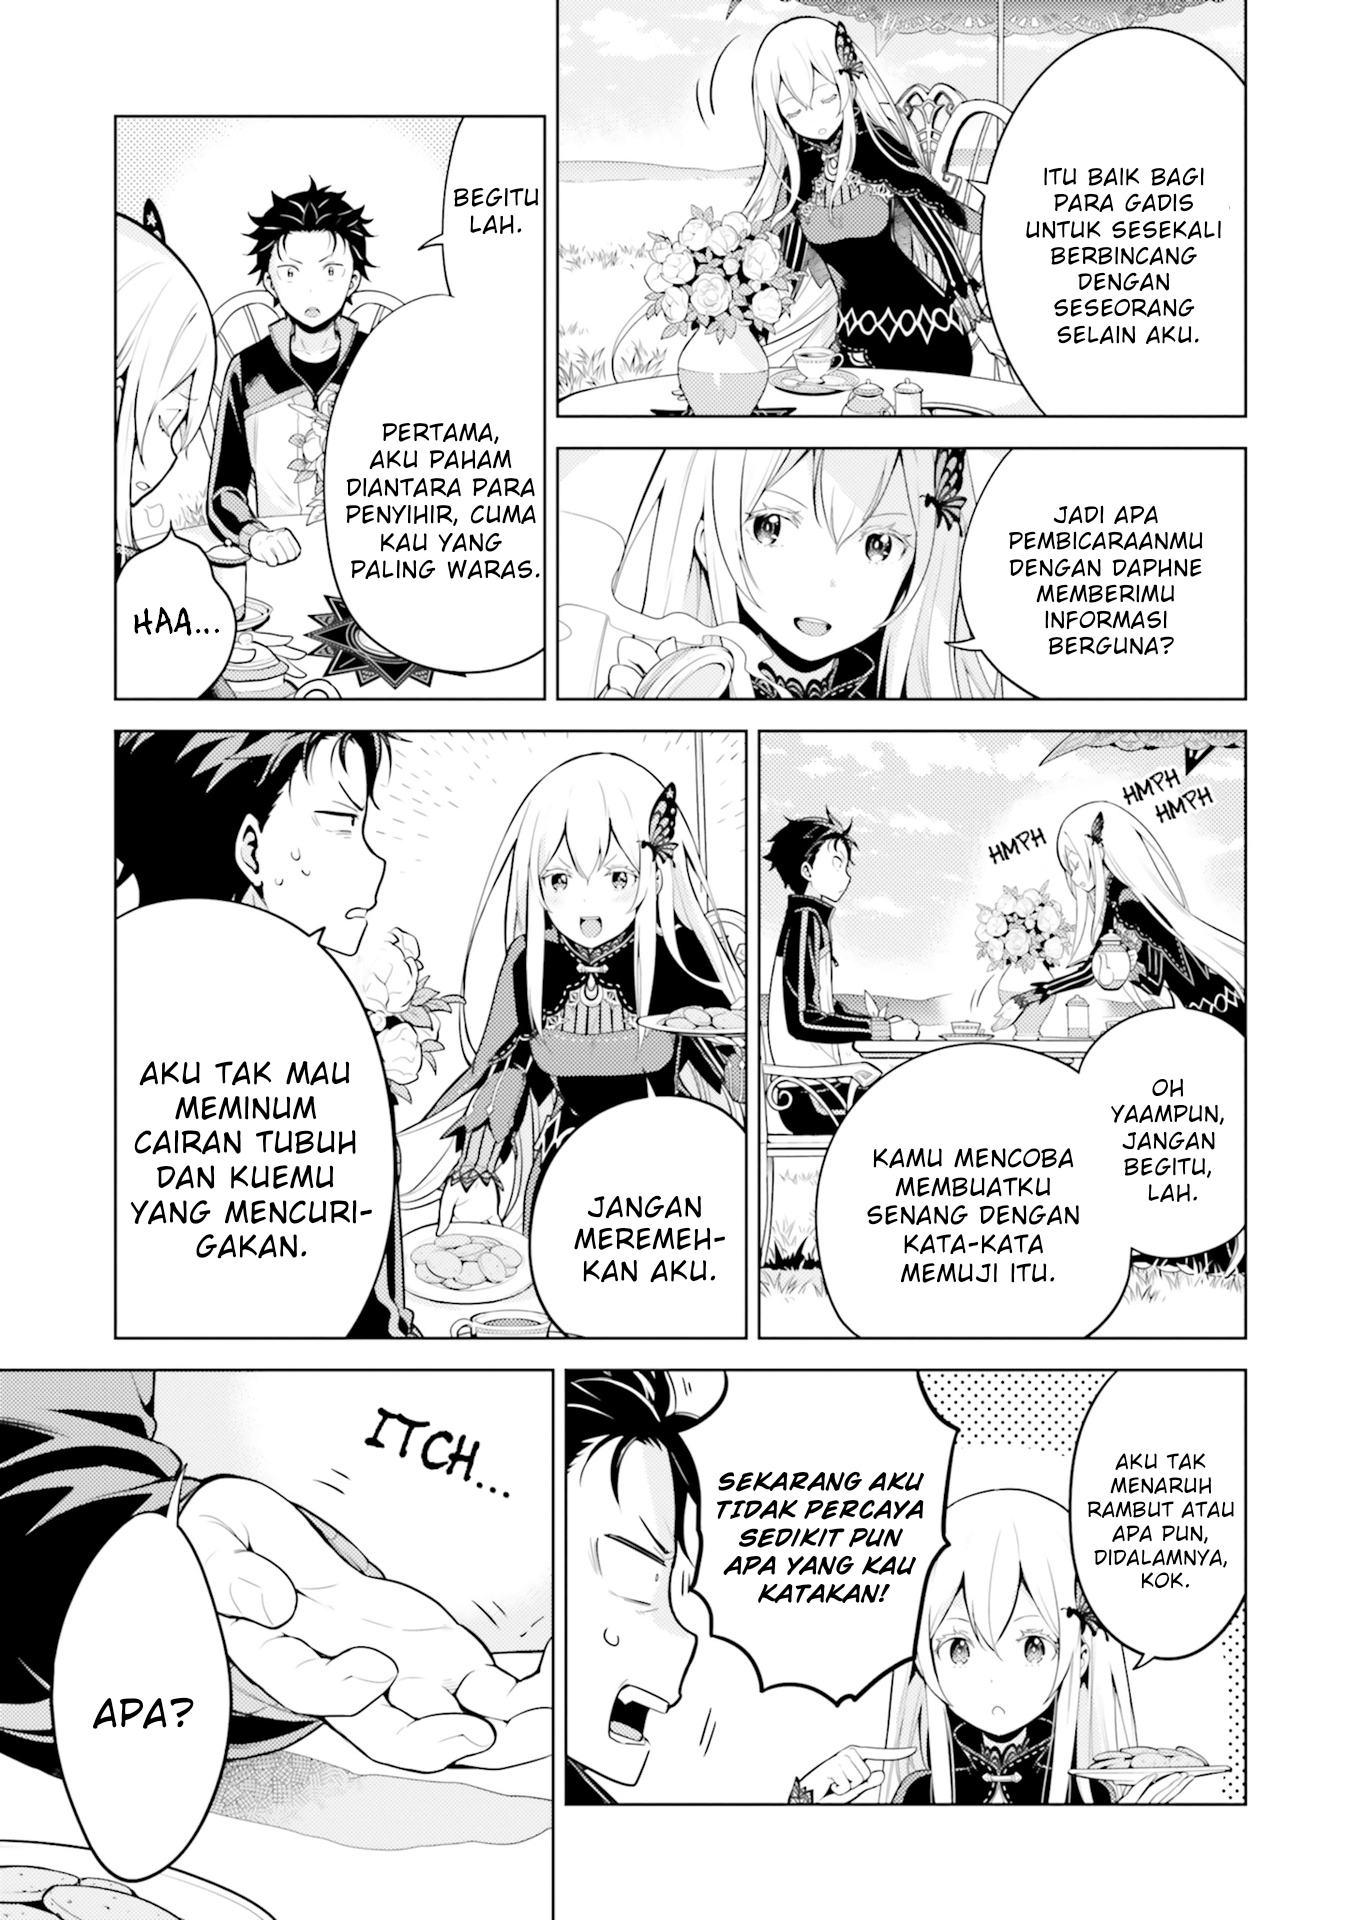 ITU BAIK BAGI
PARA GADIS
UNTUK SESEKALI
BERBINCANG
DENGAN
SESEORANG
SELAIN AKU.
JADI APA
PEMBICARAANMU
DENGAN DAPHNE
MEMBERIMU
INFORMASI
BERGUNA?
BEGITU
LAH.
PERTAMA,
AKU PAHAM
DIANTARA PARA
PENYIHIR, CUMA
KAU YANG
PALING WARAS.
HAA...
HMPH
HMPH
HMPH
OH
YAAMPUN,
JANGAN
BEGITU,
LAH.
KAMU MENCOBA
MEMBUATKU
SENANG DENGAN
KATA-KATA
MEMUJI ITU.
JANGAN
MEREMEH-
KAN AKU.
AKU TAK MAU
MEMINUM
CAIRAN TUBUH
DAN KUEMU
YANG MENCURI-
GAKAN.
AKU TAK
MENARUH
RAMBUT ATAU
APA PUN,
DIDALAMNYA,
KOK.
SEKARANG AKU
TIDAK PERCAYA
SEDIKIT PUN
APA YANG KAU
KATAKAN!
ITCH...
APA?